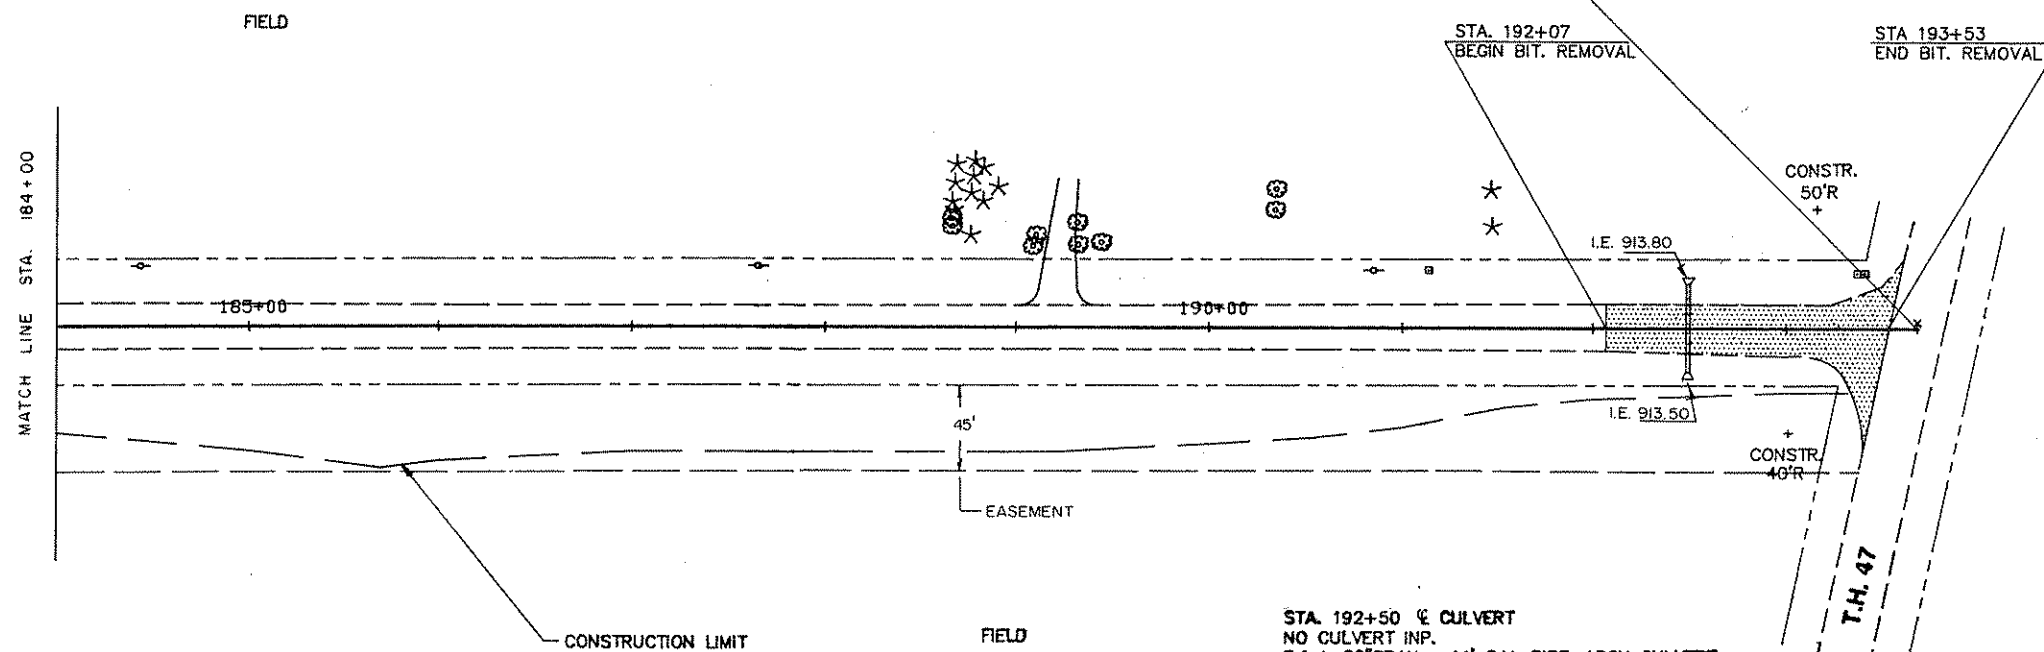 FIELD
STA. 192+07
BEGIN BIT. REMOVAL
STA 193+53
END BIT. REMOVAL
MATCH LINE STA. 184+00
CONSTR.
50'R
I.E. 913.80
185+00
190+00
I.E. 913.50
45'
CONSTR.
40'R
EASEMENT
T.H. 47
CONSTRUCTION LIMIT
FIELD
STA. 192+50 ℄ CULVERT
NO CULVERT INP.